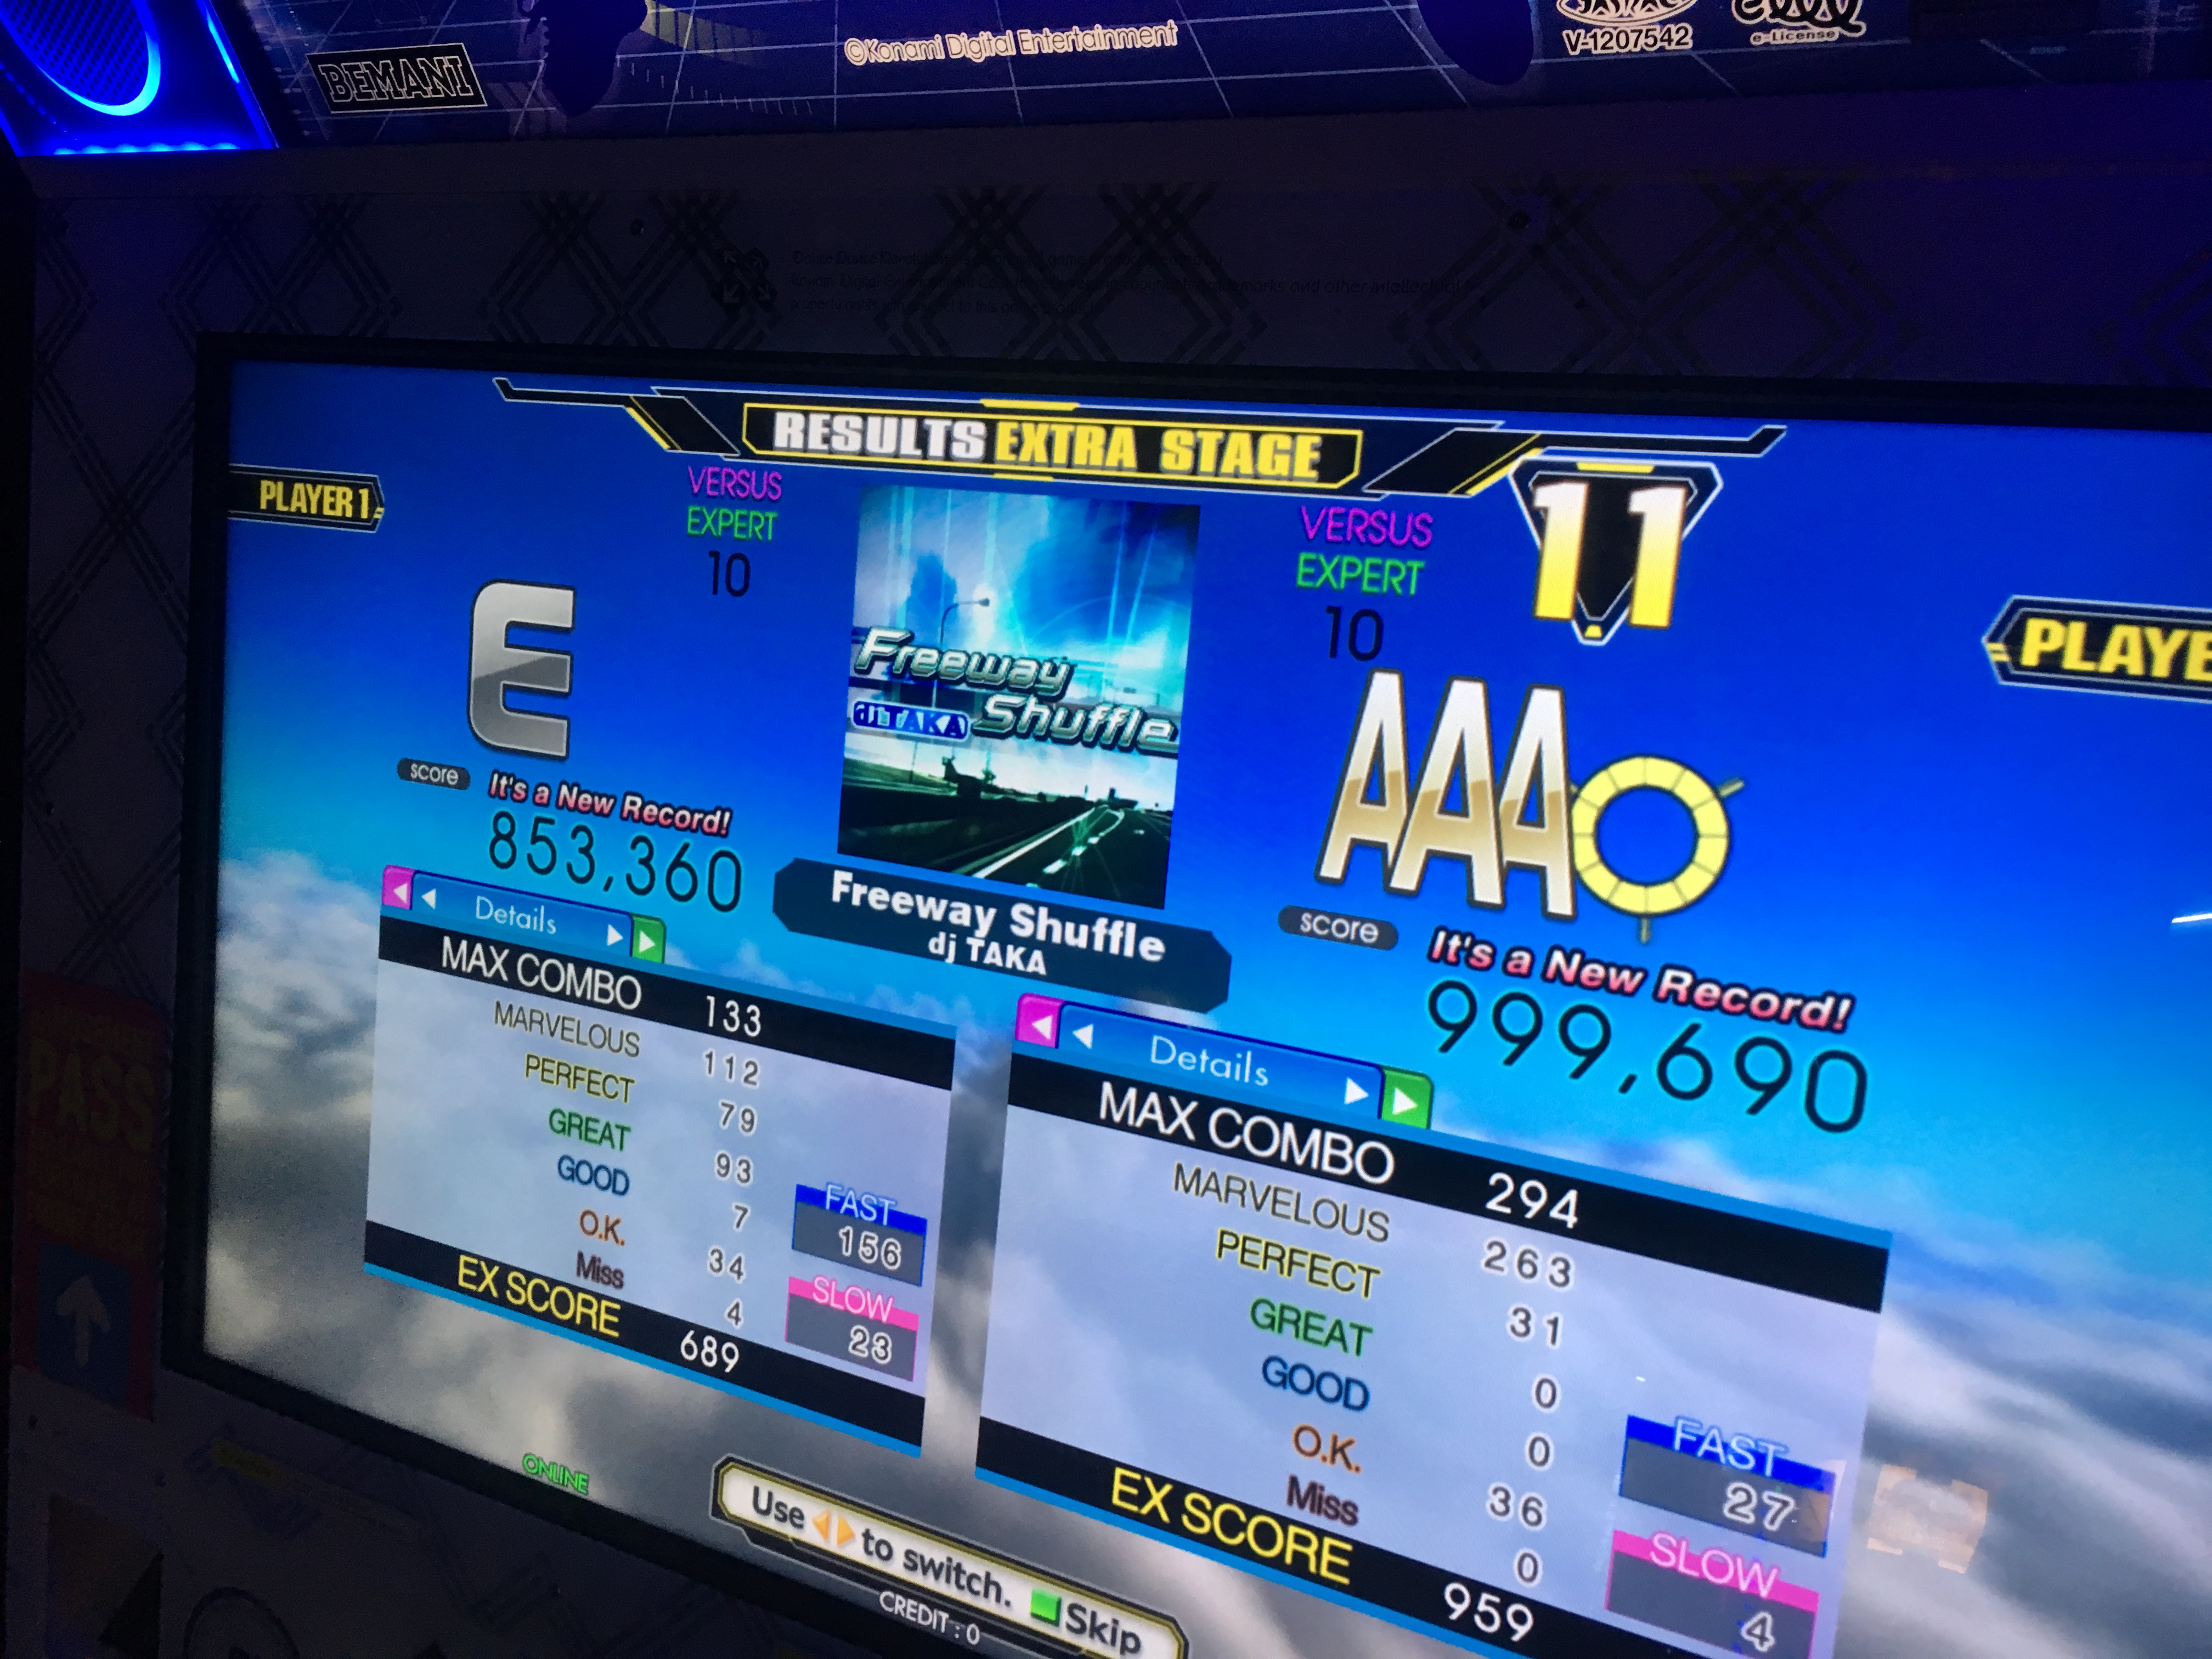 BEMANI
©Konami Digital Entertainment
V-1207542
e-License
RESULTS EXTRA STAGE
PLAYER 1
VERSUS
EXPERT
10
VERSUS
EXPERT
10
11
E
Freeway
Shuffle
dj TAKA
AAA
score
It's a New Record!
853,360
Freeway Shuffle
dj TAKA
score
It's a New Record!
999,690
Details
MAX COMBO 133
MARVELOUS 112
PERFECT 79
GREAT 93
GOOD 7
O.K. 34
Miss 4
EX SCORE 689
FAST
156
SLOW
23
Details
MAX COMBO 294
MARVELOUS 263
PERFECT 31
GREAT 0
GOOD 0
O.K. 36
Miss 0
EX SCORE 959
FAST
27
SLOW
4
PASS
ONLINE
Use to switch. Skip
CREDIT : 0